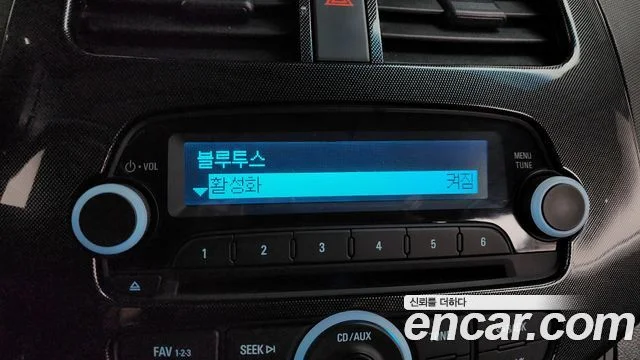 ⏻·VOL
블루투스
활성화 켜짐
MENU
TUNE
1 2 3 4 5 6
신뢰를 더하다
encar.com
FAV 1-2-3
SEEK
CD/AUX